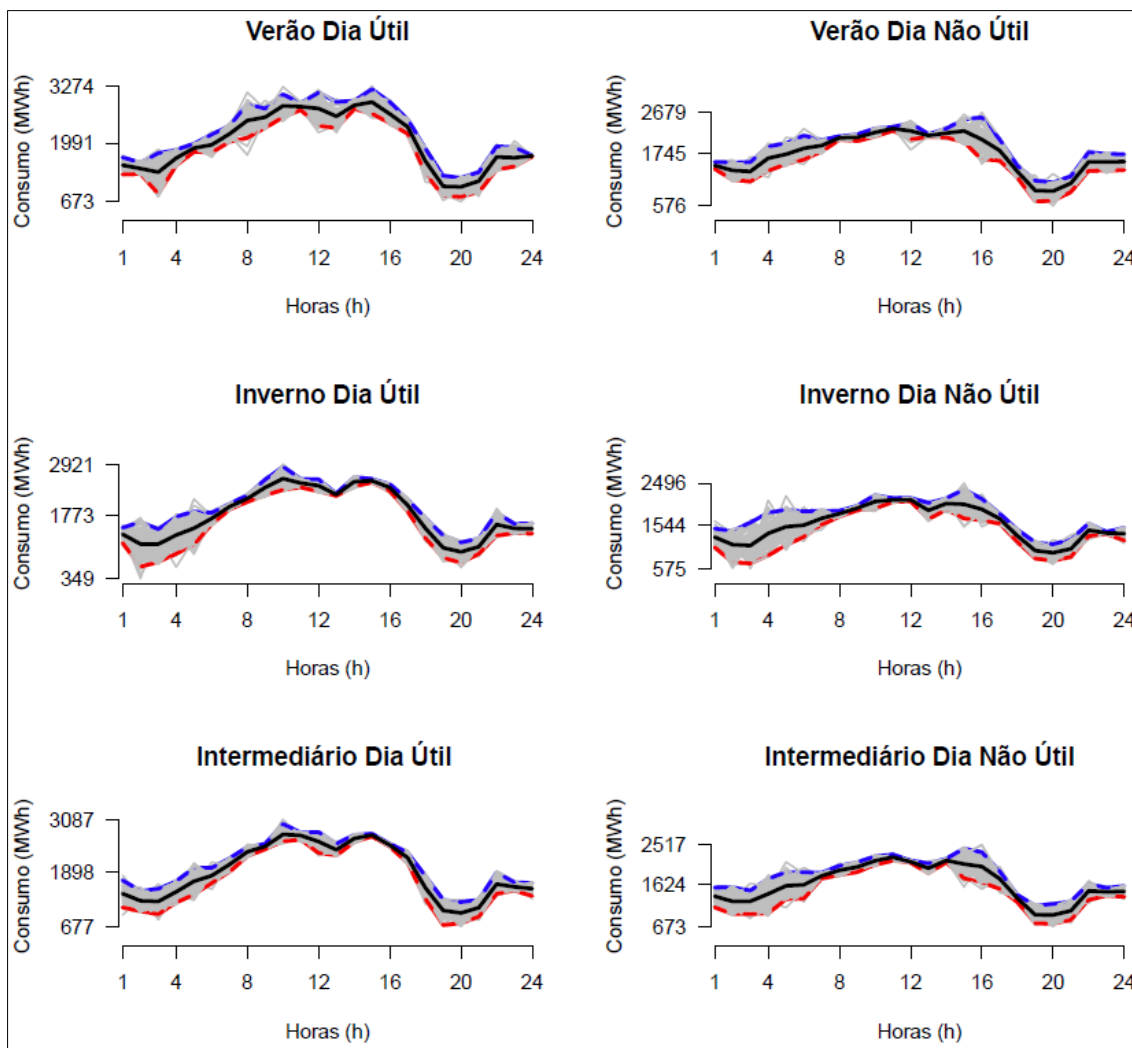 Verão Dia Útil
Consumo (MWh)
3274
1991
673
1 4 8 12 16 20 24
Horas (h)
Verão Dia Não Útil
Consumo (MWh)
2679
1745
576
1 4 8 12 16 20 24
Horas (h)
Inverno Dia Útil
Consumo (MWh)
2921
1773
349
1 4 8 12 16 20 24
Horas (h)
Inverno Dia Não Útil
Consumo (MWh)
2496
1544
575
1 4 8 12 16 20 24
Horas (h)
Intermediário Dia Útil
Consumo (MWh)
3087
1898
677
1 4 8 12 16 20 24
Horas (h)
Intermediário Dia Não Útil
Consumo (MWh)
2517
1624
673
1 4 8 12 16 20 24
Horas (h)